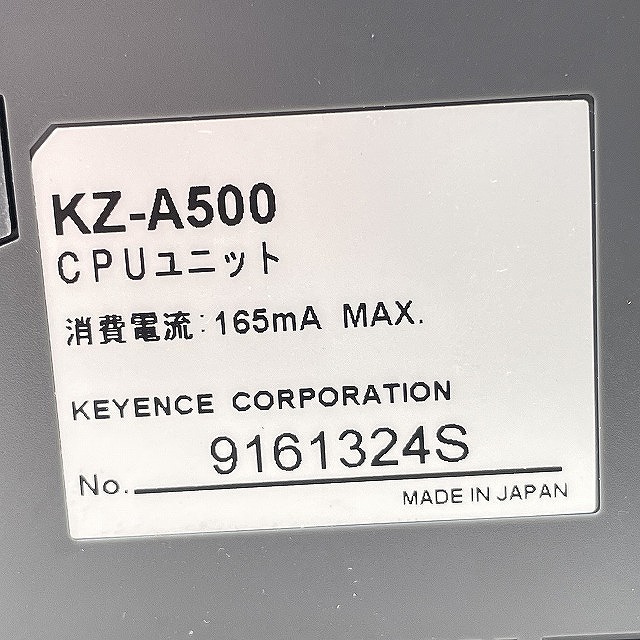 KZ-A500
CPUユニット
消費電流:165mA MAX.
KEYENCE CORPORATION
No. 9161324S
MADE IN JAPAN